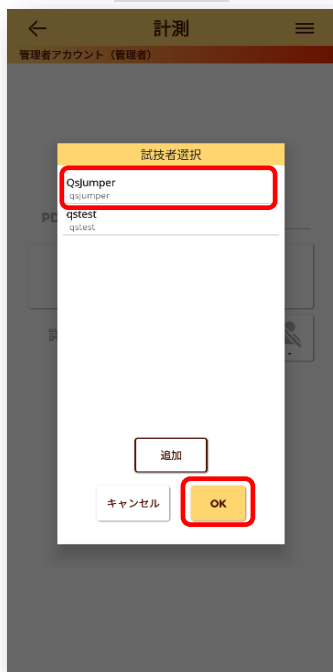 計測
管理者アカウント（管理者）
試技者選択
QsJumper
qsjumper
qstest
qstest
追加
キャンセル
OK